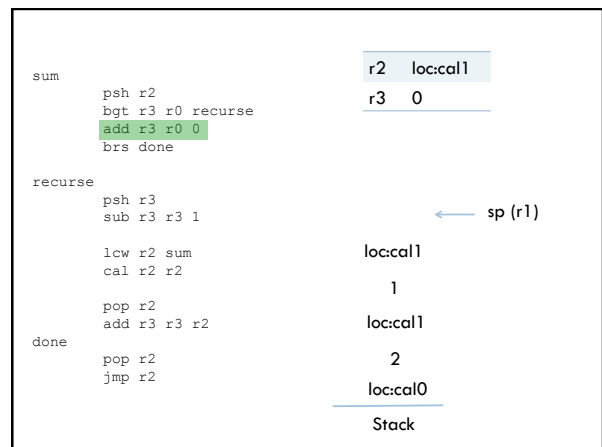 sum
psh r2
bgt r3 r0 recurse
add r3 r0 0
brs done
recurse
psh r3
sub r3 r3 1
lcw r2 sum
cal r2 r2
pop r2
add r3 r3 r2
done
pop r2
jmp r2
r2 loc:cal1
r3 0
sp (r1)
loc:cal1
1
loc:cal1
2
loc:cal0
Stack